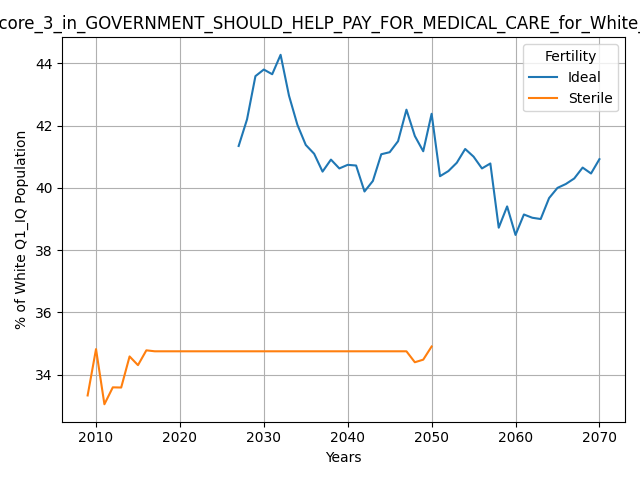 core_3_in_GOVERNMENT_SHOULD_HELP_PAY_FOR_MEDICAL_CARE_for_White_
Fertility
Ideal
Sterile
% of White Q1_IQ Population
44
42
40
38
36
34
2010
2020
2030
2040
2050
2060
2070
Years